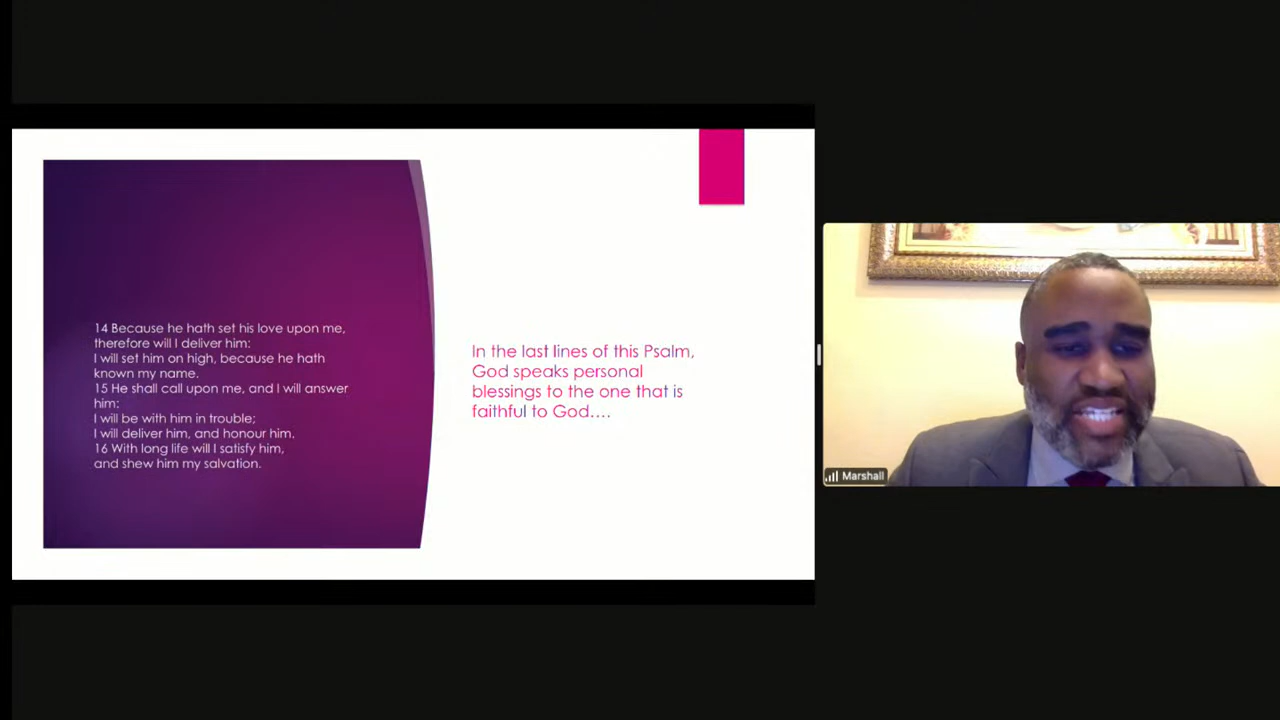 14 Because he hath set his love upon me,
therefore will I deliver him:
I will set him on high, because he hath
known my name.
15 He shall call upon me, and I will answer
him:
I will be with him in trouble;
I will deliver him, and honour him.
16 With long life will I satisfy him,
and shew him my salvation.
In the last lines of this Psalm,
God speaks personal
blessings to the one that is
faithful to God....
Marshall